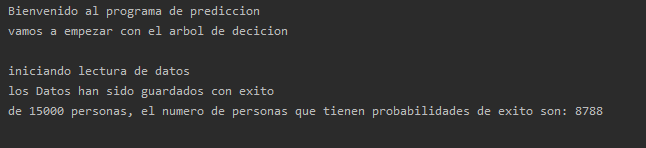 Bienvenido al programa de prediccion
vamos a empezar con el arbol de decicion
iniciando lectura de datos
los Datos han sido guardados con exito
de 15000 personas, el numero de personas que tienen probabilidades de exito son: 8788